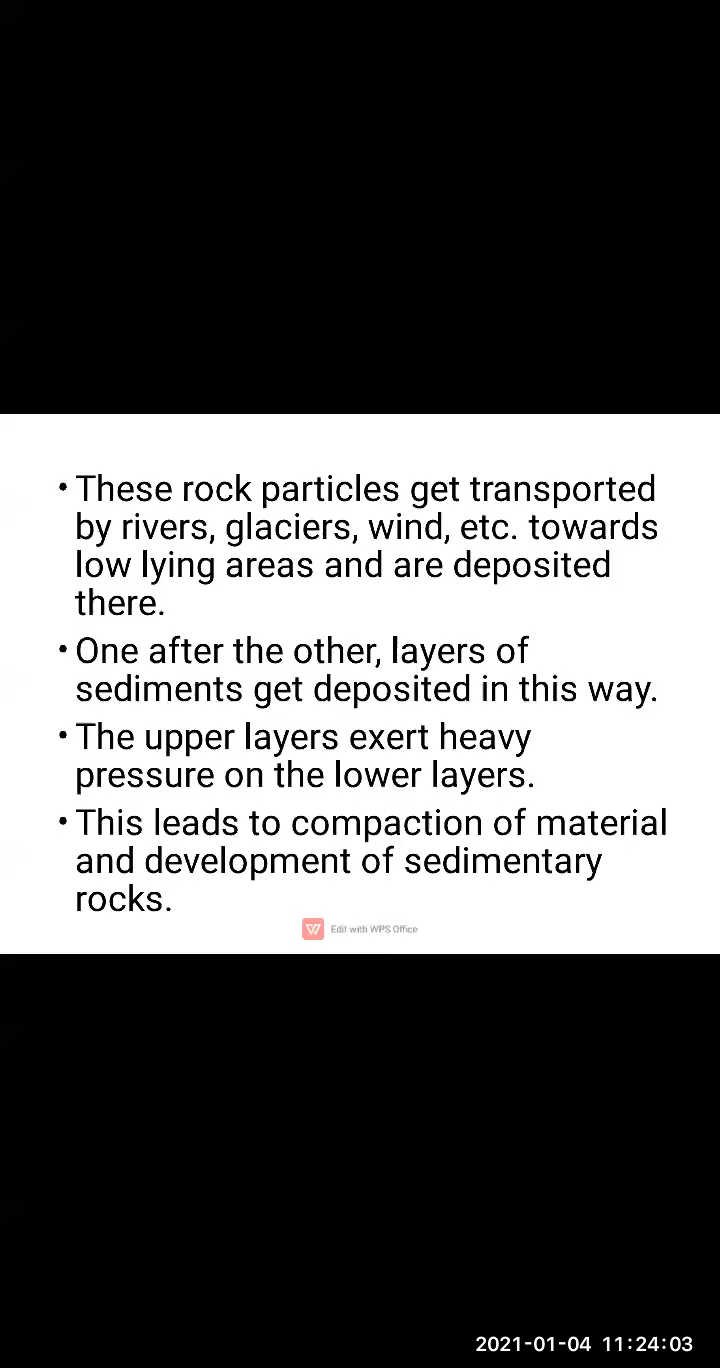 • These rock particles get transported
by rivers, glaciers, wind, etc. towards
low lying areas and are deposited
there.
• One after the other, layers of
sediments get deposited in this way.
• The upper layers exert heavy
pressure on the lower layers.
• This leads to compaction of material
and development of sedimentary
rocks.
Edit with WPS Office
2021-01-04 11:24:03